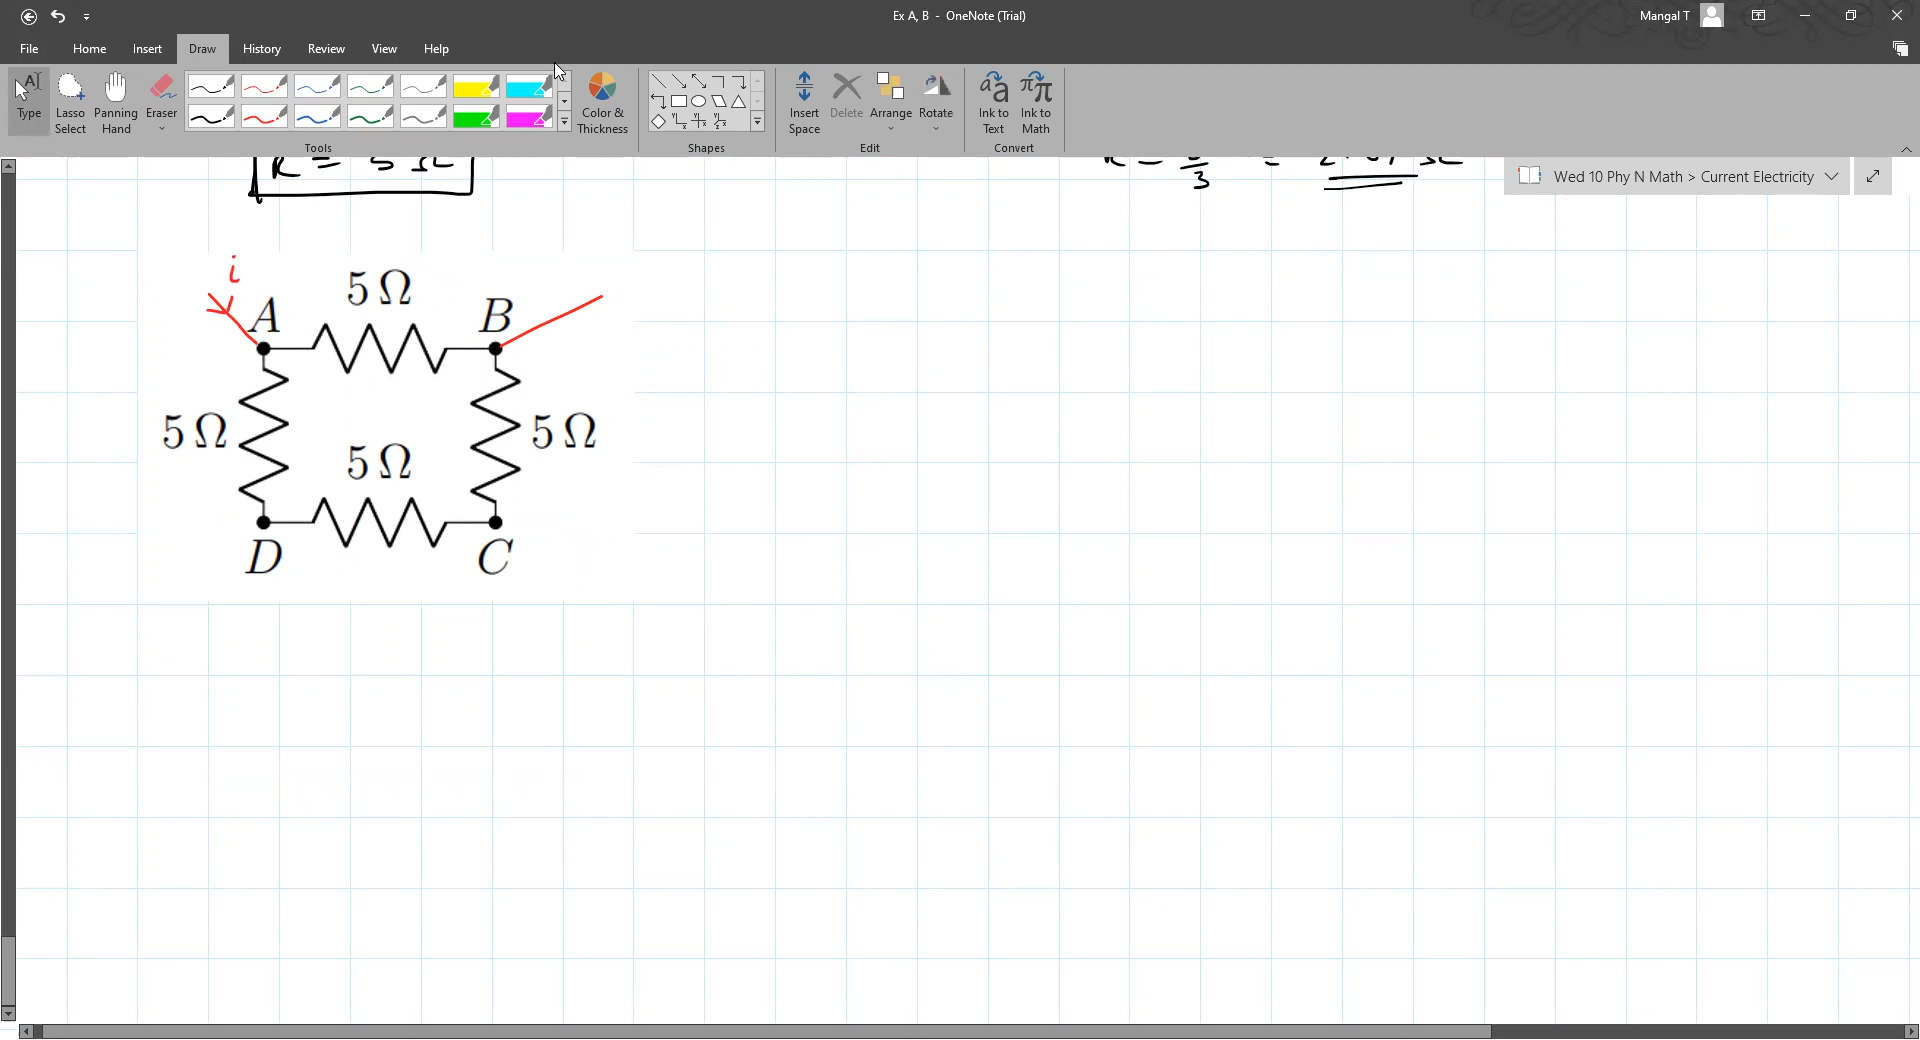 Ex A, B - OneNote (Trial)
Mangal T
File Home Insert Draw History Review View Help
Type
Lasso Select
Panning Hand
Eraser
Color & Thickness
Insert Space
Delete
Arrange
Rotate
Ink to Text
Ink to Math
Tools
Shapes
Edit
Convert
Wed 10 Phy N Math > Current Electricity
R = 5 Ω
i
5 Ω
A
B
5 Ω
5 Ω
5 Ω
D
C